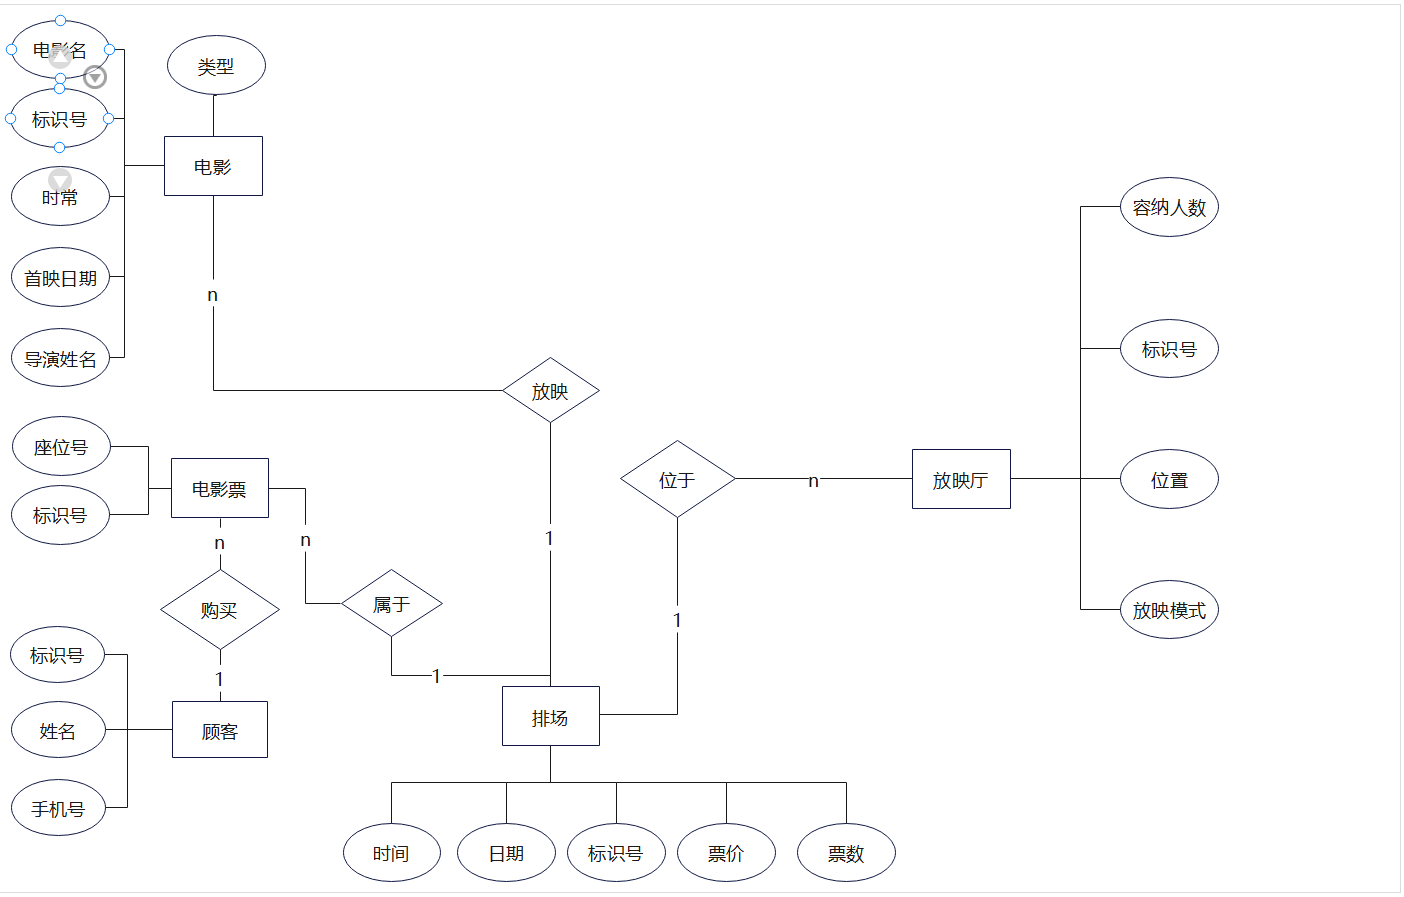 电影名
类型
标识号
电影
时常
容纳人数
首映日期
n
标识号
导演姓名
放映
座位号
电影票
位于
n
放映厅
位置
标识号
n
n
1
购买
属于
1
放映模式
标识号
1
1
姓名
顾客
排场
手机号
时间
日期
标识号
票价
票数